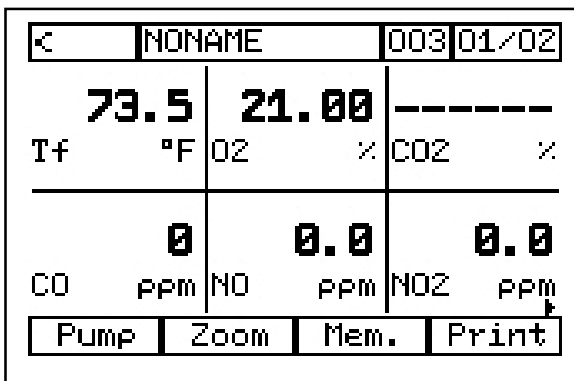 < NONAME 003 01/02
73.5 21.00 ------
Tf °F O2 % CO2 %
0 0.0 0.0
CO ppm NO ppm NO2 ppm
Pump Zoom Mem. Print